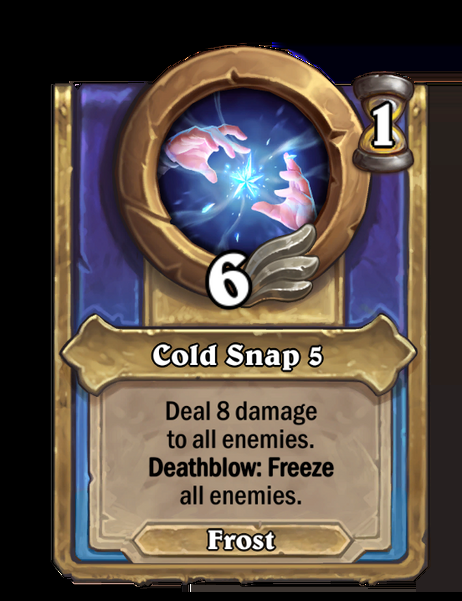 1
6
Cold Snap 5
Deal 8 damage
to all enemies.
Deathblow: Freeze
all enemies.
Frost